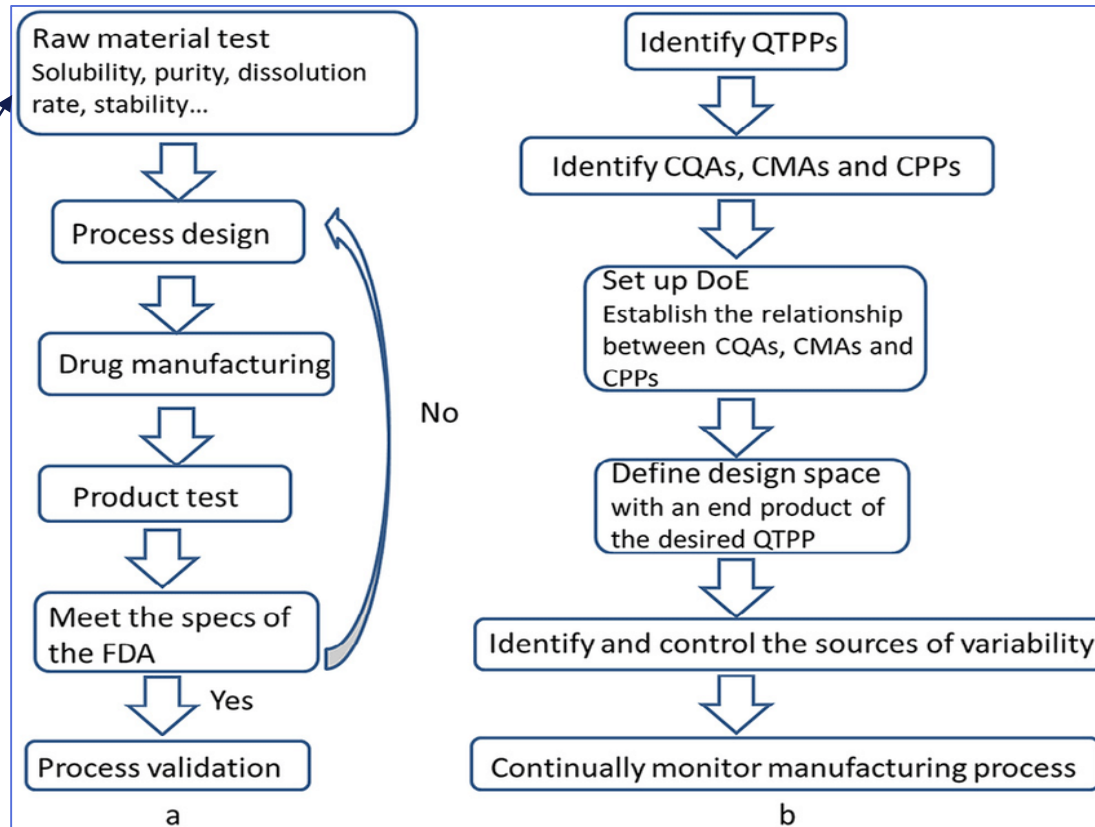 Raw material test
Solubility, purity, dissolution
rate, stability...
Process design
Drug manufacturing
Product test
Meet the specs of
the FDA
No
Yes
Process validation
a
Identify QTPPs
Identify CQAs, CMAs and CPPs
Set up DoE
Establish the relationship
between CQAs, CMAs and
CPPs
Define design space
with an end product of
the desired QTPP
Identify and control the sources of variability
Continually monitor manufacturing process
b